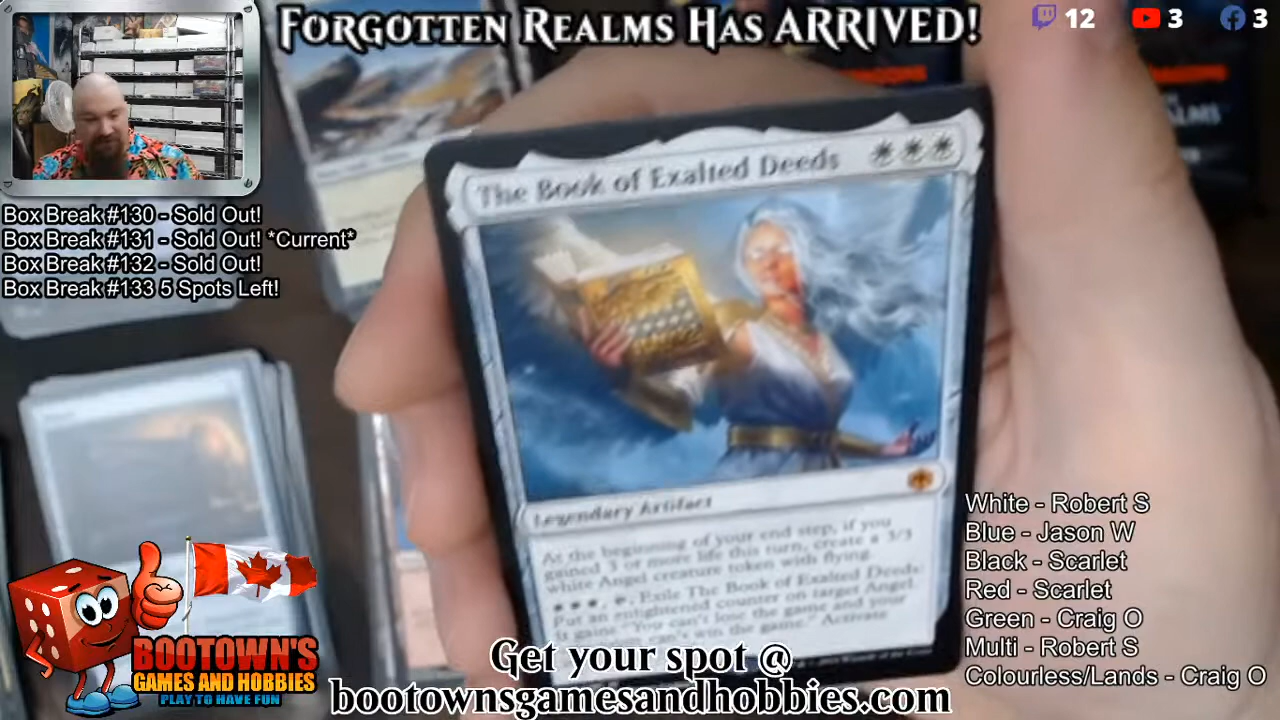 FORGOTTEN REALMS HAS ARRIVED!
12
3
3
Box Break #130 - Sold Out!
Box Break #131 - Sold Out! *Current*
Box Break #132 - Sold Out!
Box Break #133 5 Spots Left!
The Book of Exalted Deeds
Legendary Artifact
At the beginning of your end step, if you
gained 3 or more life this turn, create a 3/3
white Angel creature token with flying.
Exile The Book of Exalted Deeds:
Put an enlightened counter on target Angel.
It gains "You can't lose the game and your
win the game." Activate
White - Robert S
Blue - Jason W
Black - Scarlet
Red - Scarlet
Green - Craig O
Multi - Robert S
Colourless/Lands - Craig O
BOOTOWN'S
GAMES AND HOBBIES
PLAY TO HAVE FUN
Get your spot @
bootownsgamesandhobbies.com